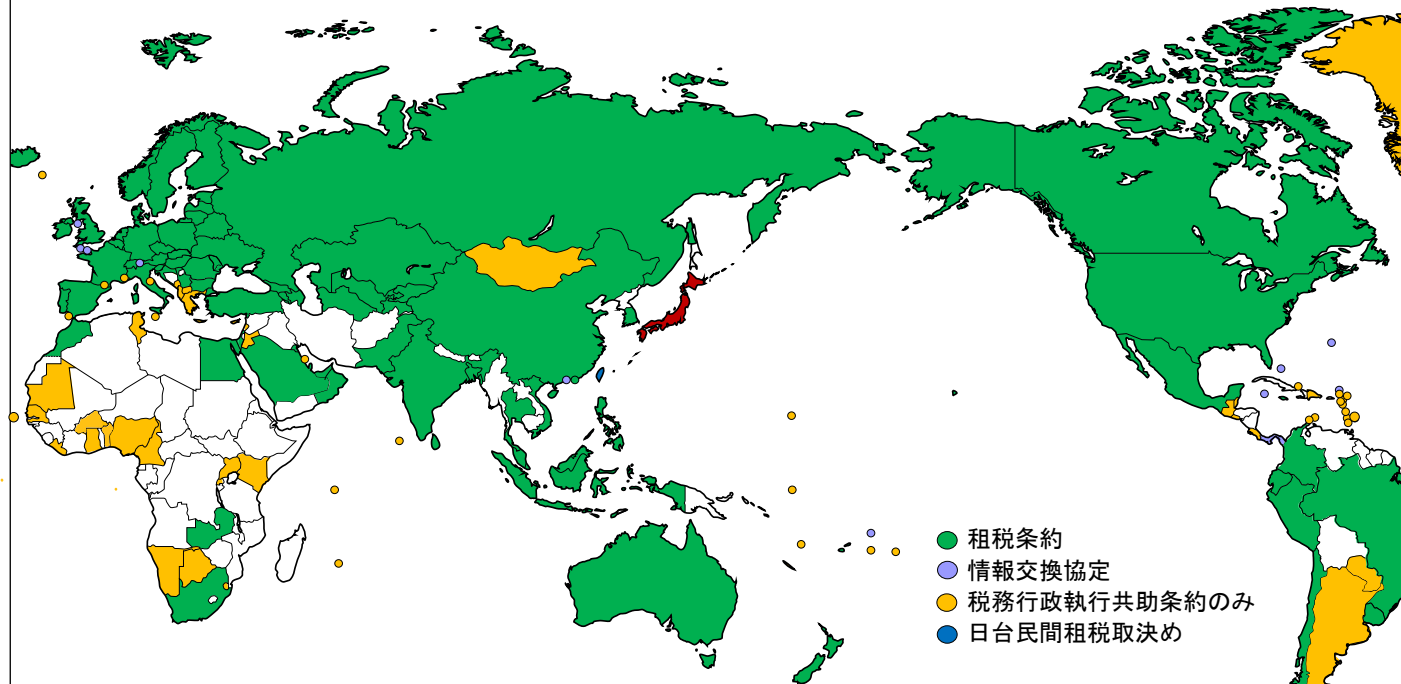 租税条約
情報交換協定
税務行政執行共助条約のみ
日台民間租税取決め